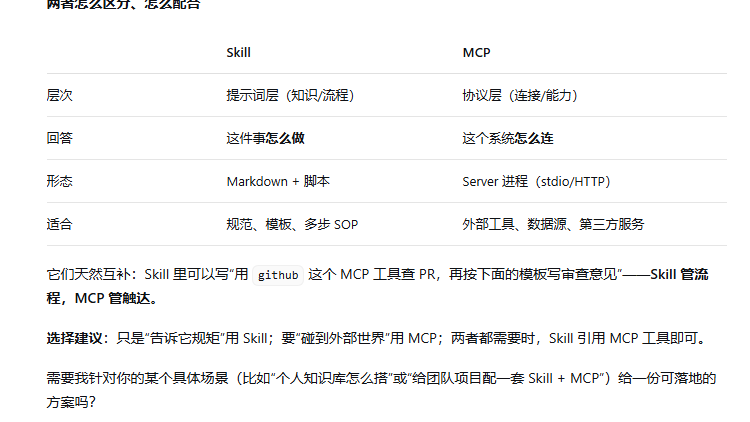 两者怎么区分、怎么配合
Skill MCP
层次 提示词层（知识/流程） 协议层（连接/能力）
回答 这件事怎么做 这个系统怎么连
形态 Markdown + 脚本 Server 进程（stdio/HTTP）
适合 规范、模板、多步 SOP 外部工具、数据源、第三方服务
它们天然互补：Skill 里可以写“用 github 这个 MCP 工具查 PR，再按下面的模板写审查意见”——Skill 管流
程，MCP 管触达。
选择建议：只是“告诉它规矩”用 Skill；要“碰到外部世界”用 MCP；两者都需要时，Skill 引用 MCP 工具即可。
需要我针对你的某个具体场景（比如“个人知识库怎么搭”或“给团队项目配一套 Skill + MCP”）给一份可落地的
方案吗？